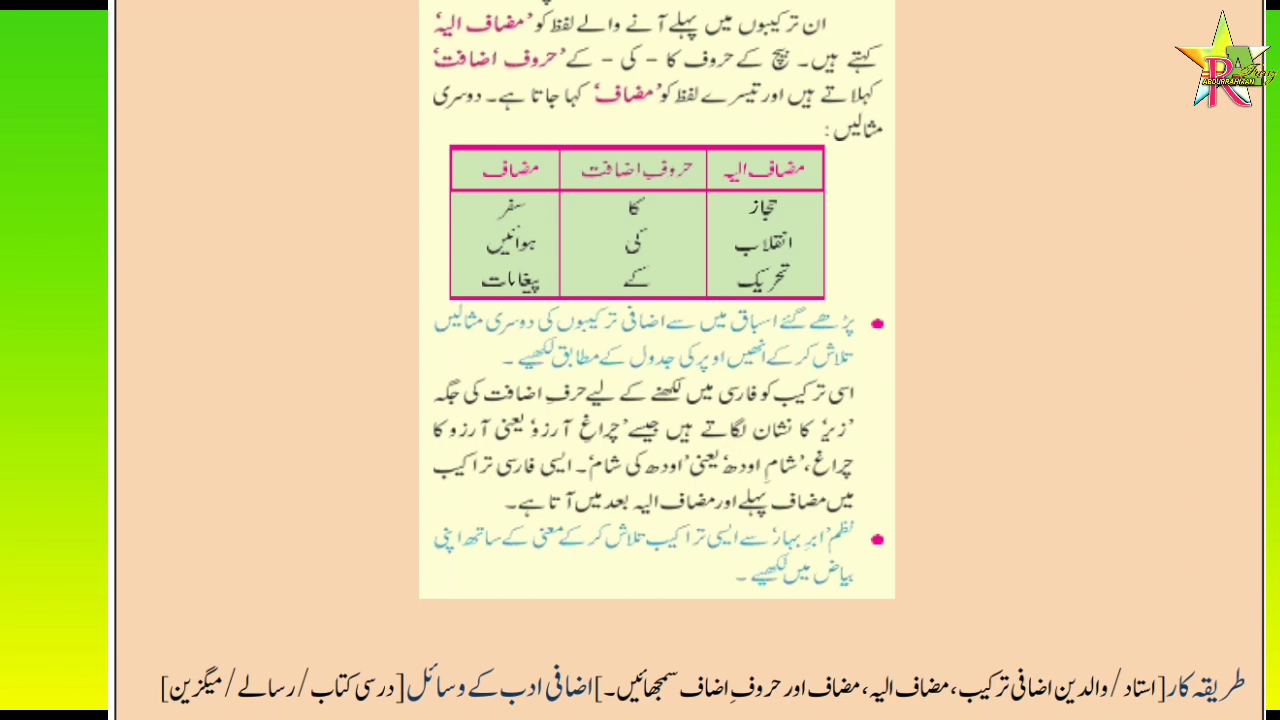 ان ترکیبوں میں پہلے آنے والے لفظ کو ’مضاف الیہ‘
کہتے ہیں۔ بیچ کے حروف کا – کی – کے ’حروفِ اضافت‘
کہلاتے ہیں اور تیسرے لفظ کو ’مضاف‘ کہا جاتا ہے۔ دوسری
مثالیں :
مضاف الیہ حروفِ اضافت مضاف
حجاز کا سفر
انقلاب کی ہوائیں
تحریک کے پیغامات
پڑھے گئے اسباق میں سے اضافی ترکیبوں کی دوسری مثالیں
تلاش کر کے انھیں اوپر کی جدول کے مطابق لکھیے ۔
اسی ترکیب کو فارسی میں لکھنے کے لیے حرفِ اضافت کی جگہ
’زیر‘ کا نشان لگاتے ہیں جیسے ’چراغِ آرزو‘ یعنی آرزو کا
چراغ، ’شامِ اودھ‘ یعنی ’اودھ کی شام‘۔ ایسی فارسی تراکیب
میں مضاف پہلے اور مضاف الیہ بعد میں آتا ہے۔
نظم ’ابرِ بہار‘ سے ایسی تراکیب تلاش کر کے معنی کے ساتھ اپنی
بیاض میں لکھیے ۔
طریقہ کار [استاد/والدین اضافی ترکیب، مضاف الیہ، مضاف اور حروفِ اضاف سمجھائیں۔] اضافی ادب کے وسائل [درسی کتاب/رسالے/میگزین]
R A
ABDURRAHMAN